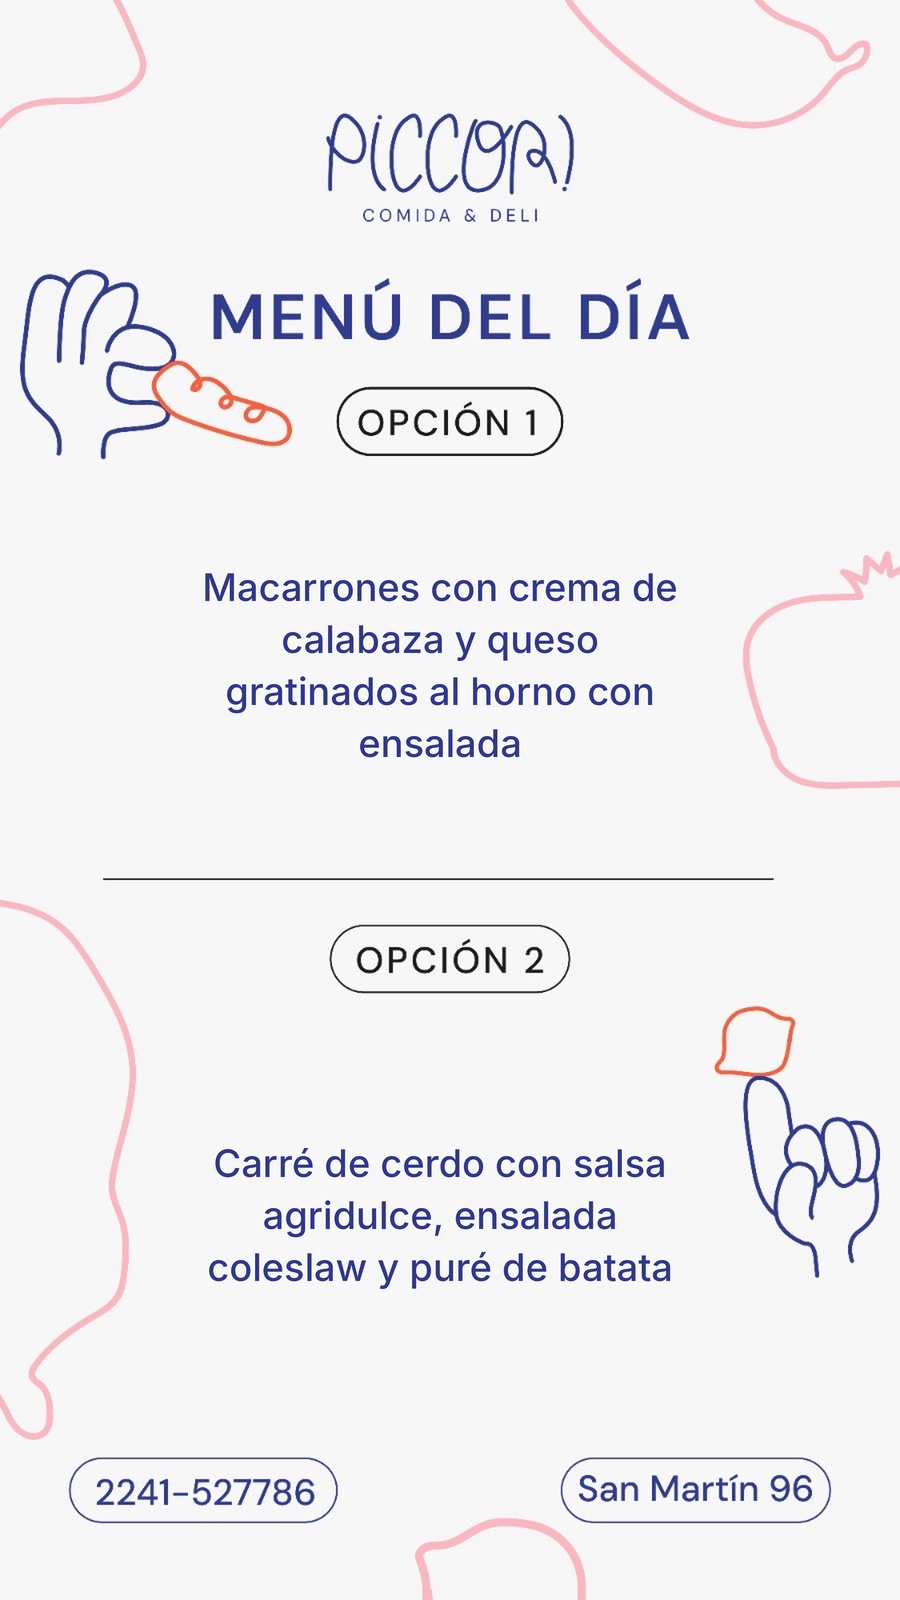 PiCCOR!
COMIDA & DELI
MENÚ DEL DÍA
OPCIÓN 1
Macarrones con crema de
calabaza y queso
gratinados al horno con
ensalada
OPCIÓN 2
Carré de cerdo con salsa
agridulce, ensalada
coleslaw y puré de batata
2241-527786
San Martín 96